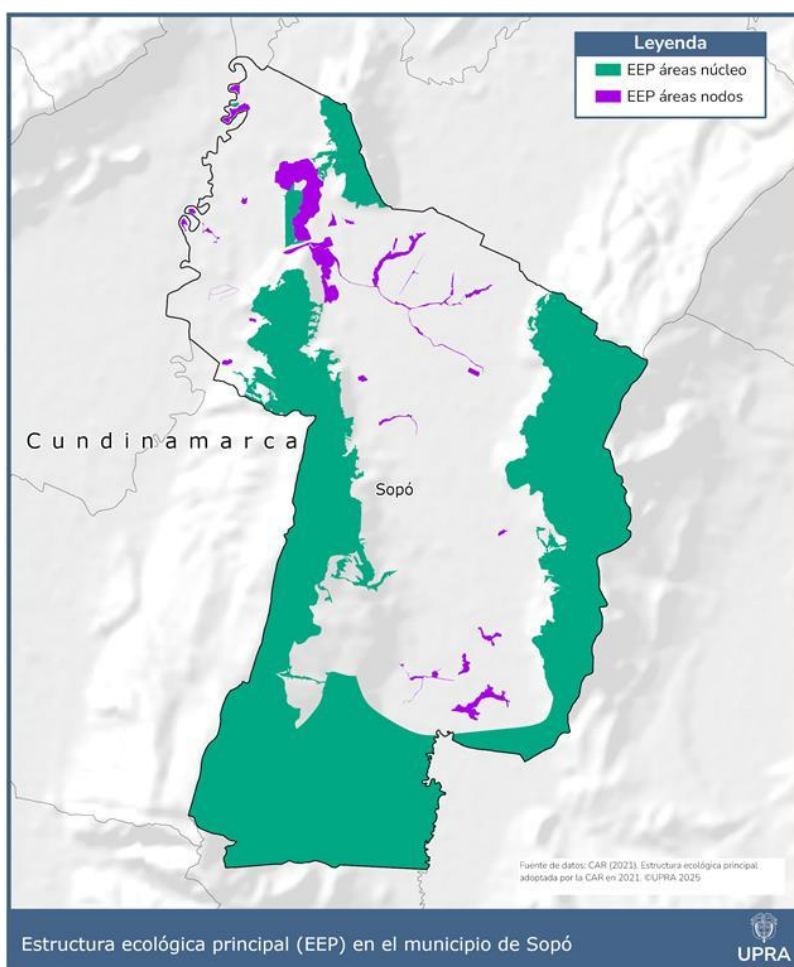 Leyenda
EEP áreas núcleo
EEP áreas nodos
Cundinamarca
Sopó
Fuente de datos: CAR (2021). Estructura ecológica principal
adoptada por la CAR en 2021. ©UPRA 2025
Estructura ecológica principal (EEP) en el municipio de Sopó
UPRA